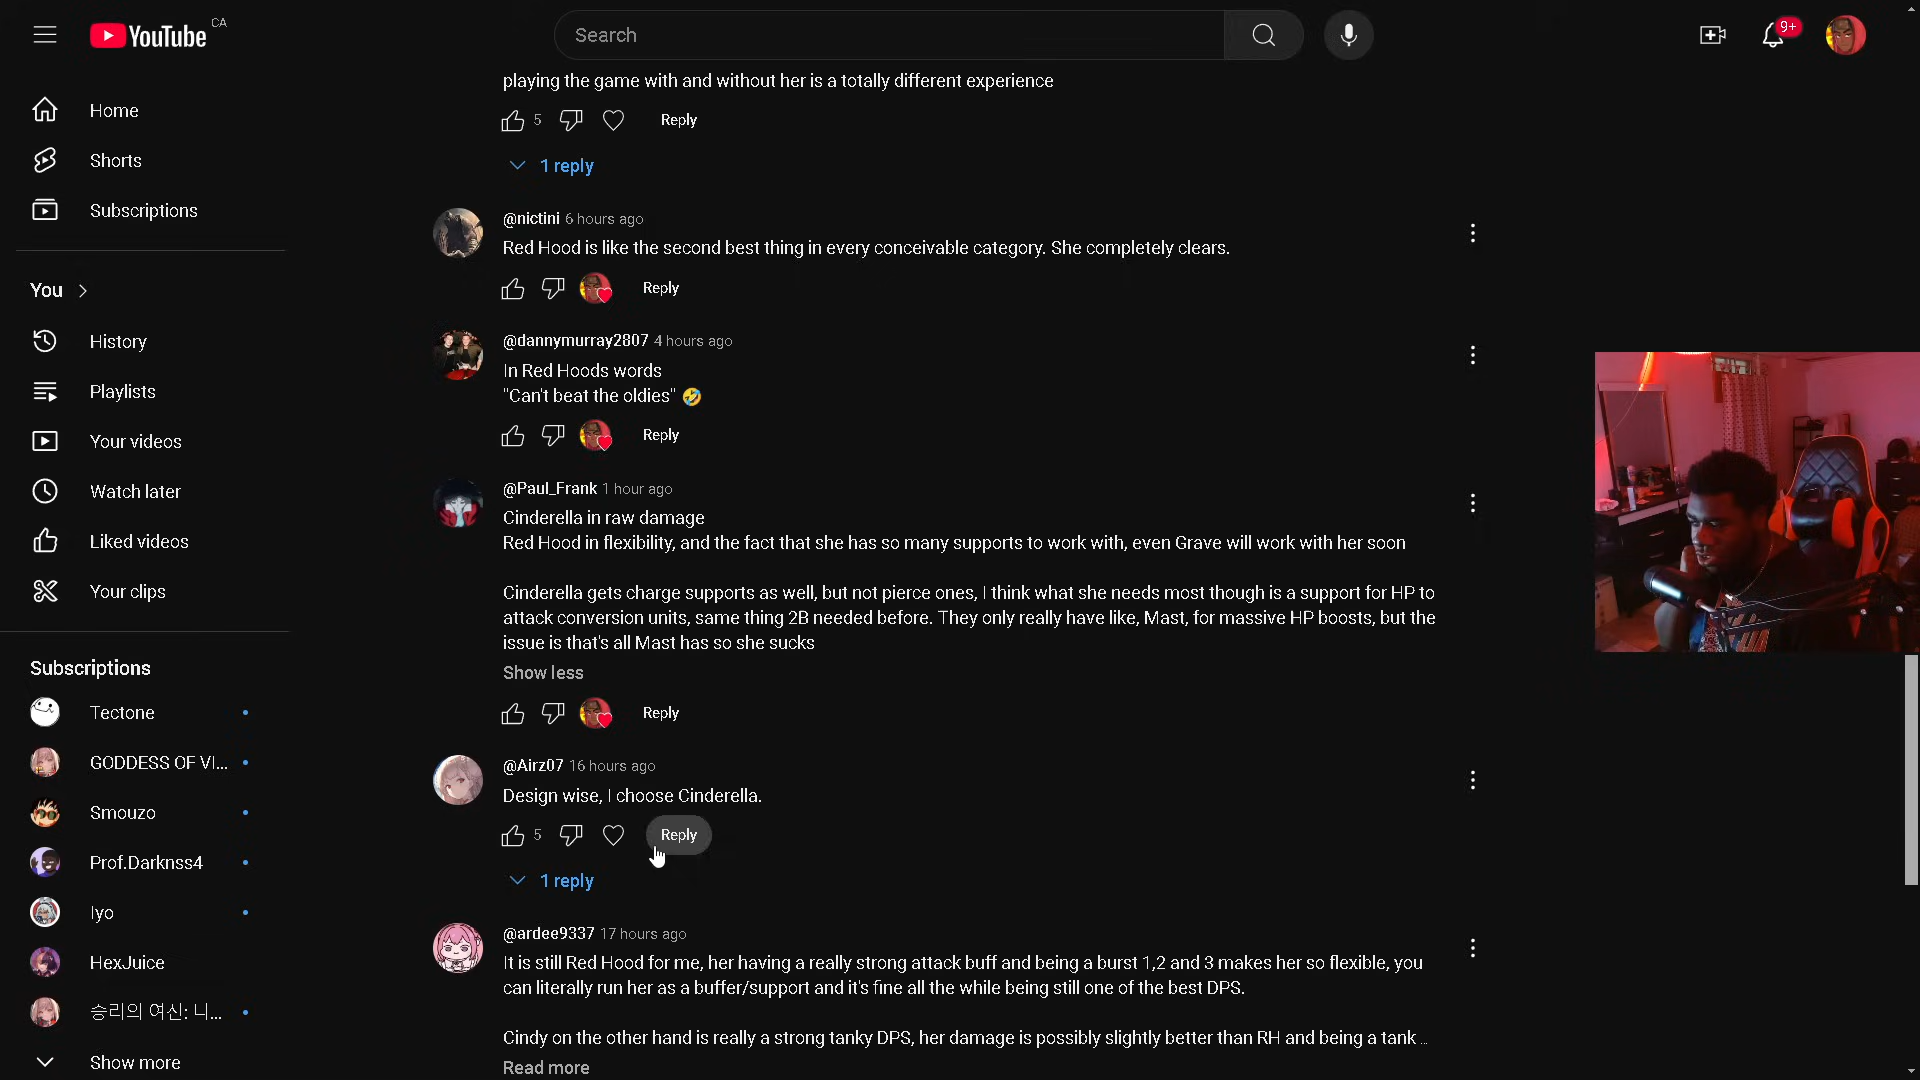 YouTube CA
Search
9+
Home
Shorts
Subscriptions
You
History
Playlists
Your videos
Watch later
Liked videos
Your clips
Subscriptions
Tectone
GODDESS OF VI...
Smouzo
Prof.Darknss4
Iyo
HexJuice
승리의 여신: 니...
Show more
playing the game with and without her is a totally different experience
5 Reply
1 reply
@nictini 6 hours ago
Red Hood is like the second best thing in every conceivable category. She completely clears.
Reply
@dannymurray2807 4 hours ago
In Red Hoods words
"Can't beat the oldies" 🤣
Reply
@Paul_Frank 1 hour ago
Cinderella in raw damage
Red Hood in flexibility, and the fact that she has so many supports to work with, even Grave will work with her soon
Cinderella gets charge supports as well, but not pierce ones, I think what she needs most though is a support for HP to
attack conversion units, same thing 2B needed before. They only really have like, Mast, for massive HP boosts, but the
issue is that's all Mast has so she sucks
Show less
Reply
@Airz07 16 hours ago
Design wise, I choose Cinderella.
5 Reply
1 reply
@ardee9337 17 hours ago
It is still Red Hood for me, her having a really strong attack buff and being a burst 1,2 and 3 makes her so flexible, you
can literally run her as a buffer/support and it's fine all the while being still one of the best DPS.
Cindy on the other hand is really a strong tanky DPS, her damage is possibly slightly better than RH and being a tank ...
Read more